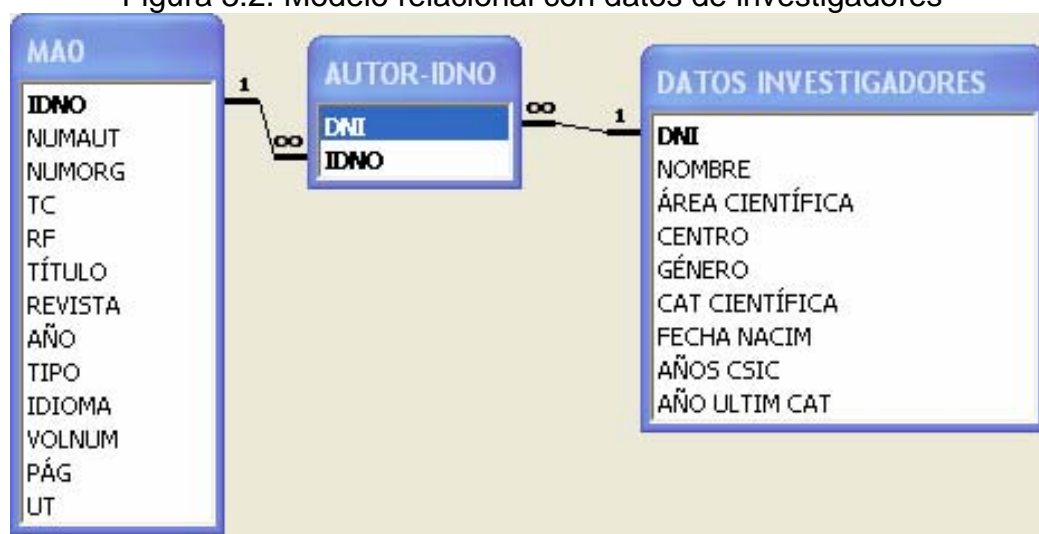 Figura 3.2. Modelo relacional con datos de investigadores
MAO
IDNO
NUMAUT
NUMORG
TC
RF
TÍTULO
REVISTA
AÑO
TIPO
IDIOMA
VOLNUM
PÁG
UT
1
∞
AUTOR-IDNO
DNI
IDNO
∞
1
DATOS INVESTIGADORES
DNI
NOMBRE
ÁREA CIENTÍFICA
CENTRO
GÉNERO
CAT CIENTÍFICA
FECHA NACIM
AÑOS CSIC
AÑO ULTIM CAT